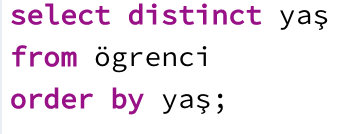 select distinct yaş
from ögrenci
order by yaş;